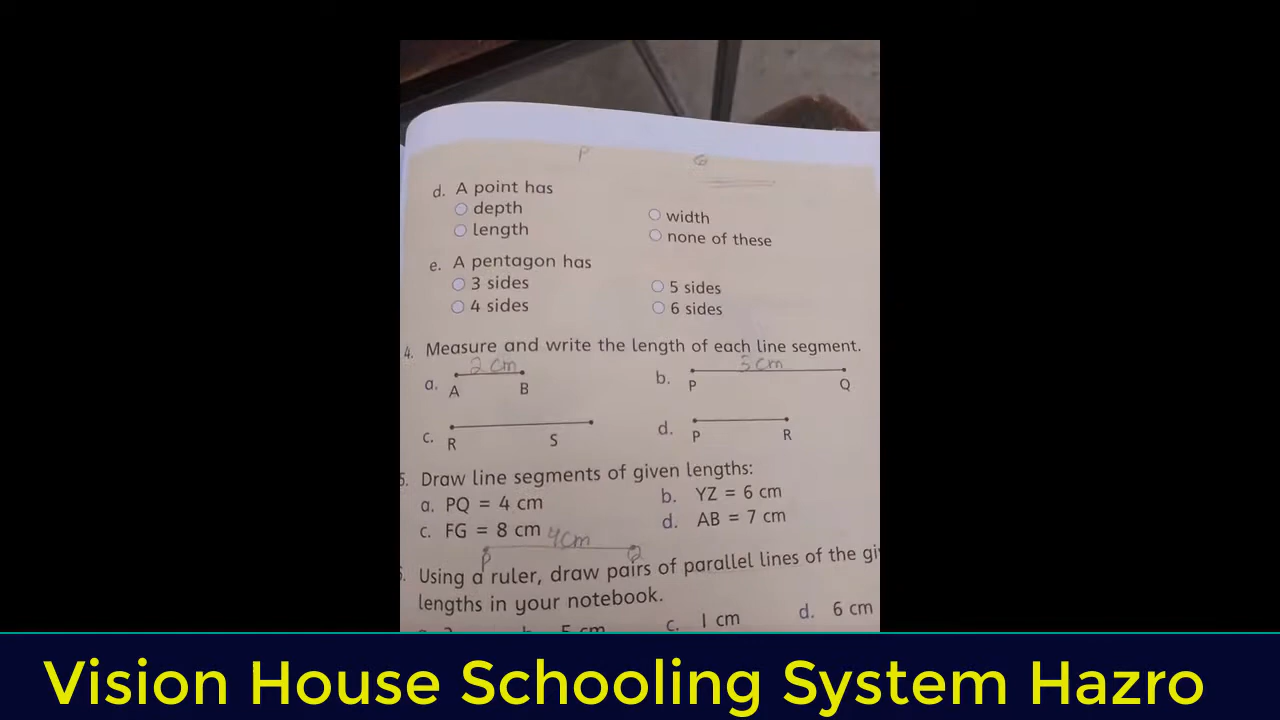 P G
d. A point has
depth width
length none of these
e. A pentagon has
3 sides 5 sides
4 sides 6 sides
4. Measure and write the length of each line segment.
a. 2 cm b. 5 cm
A B P Q
c. d.
R S P R
5. Draw line segments of given lengths:
a. PQ = 4 cm b. YZ = 6 cm
c. FG = 8 cm d. AB = 7 cm
4cm
P Q
Using a ruler, draw pairs of parallel lines of the gi
lengths in your notebook.
b. 5 cm c. 1 cm d. 6 cm
Vision House Schooling System Hazro